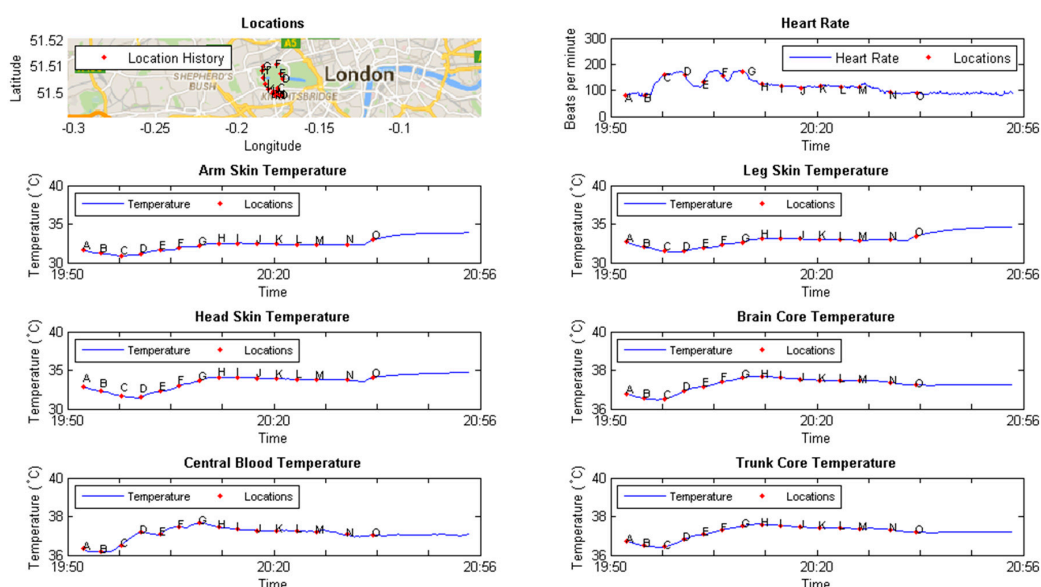 Locations
Latitude
51.52
51.51
51.5
Location History
A5
SHEPHERD'S
BUSH
London
-0.3
-0.25
-0.2
-0.15
-0.1
Longitude
Heart Rate
Beats per minute
300
200
100
0
Heart Rate
Locations
A B C D E F G H I J K L M N O
19:50
20:20
20:56
Time
Arm Skin Temperature
Temperature (˚C)
40
35
30
Temperature
Locations
A B C D E F G H I J K L M N O
19:50
20:20
20:56
Time
Leg Skin Temperature
Temperature (˚C)
40
35
30
Temperature
Locations
A B C D E F G H I J K L M N O
19:50
20:20
20:56
Time
Head Skin Temperature
Temperature (˚C)
40
35
30
Temperature
Locations
A B C D E F G H I J K L M N O
19:50
20:20
20:56
Time
Brain Core Temperature
Temperature (˚C)
40
38
36
Temperature
Locations
A B C D E F G H I J K L M N O
19:50
20:20
20:56
Time
Central Blood Temperature
Temperature (˚C)
40
38
36
Temperature
Locations
A B C D E F G H I J K L M N O
19:50
20:20
20:56
Time
Trunk Core Temperature
Temperature (˚C)
40
38
36
Temperature
Locations
A B C D E F G H I J K L M N O
19:50
20:20
20:56
Time